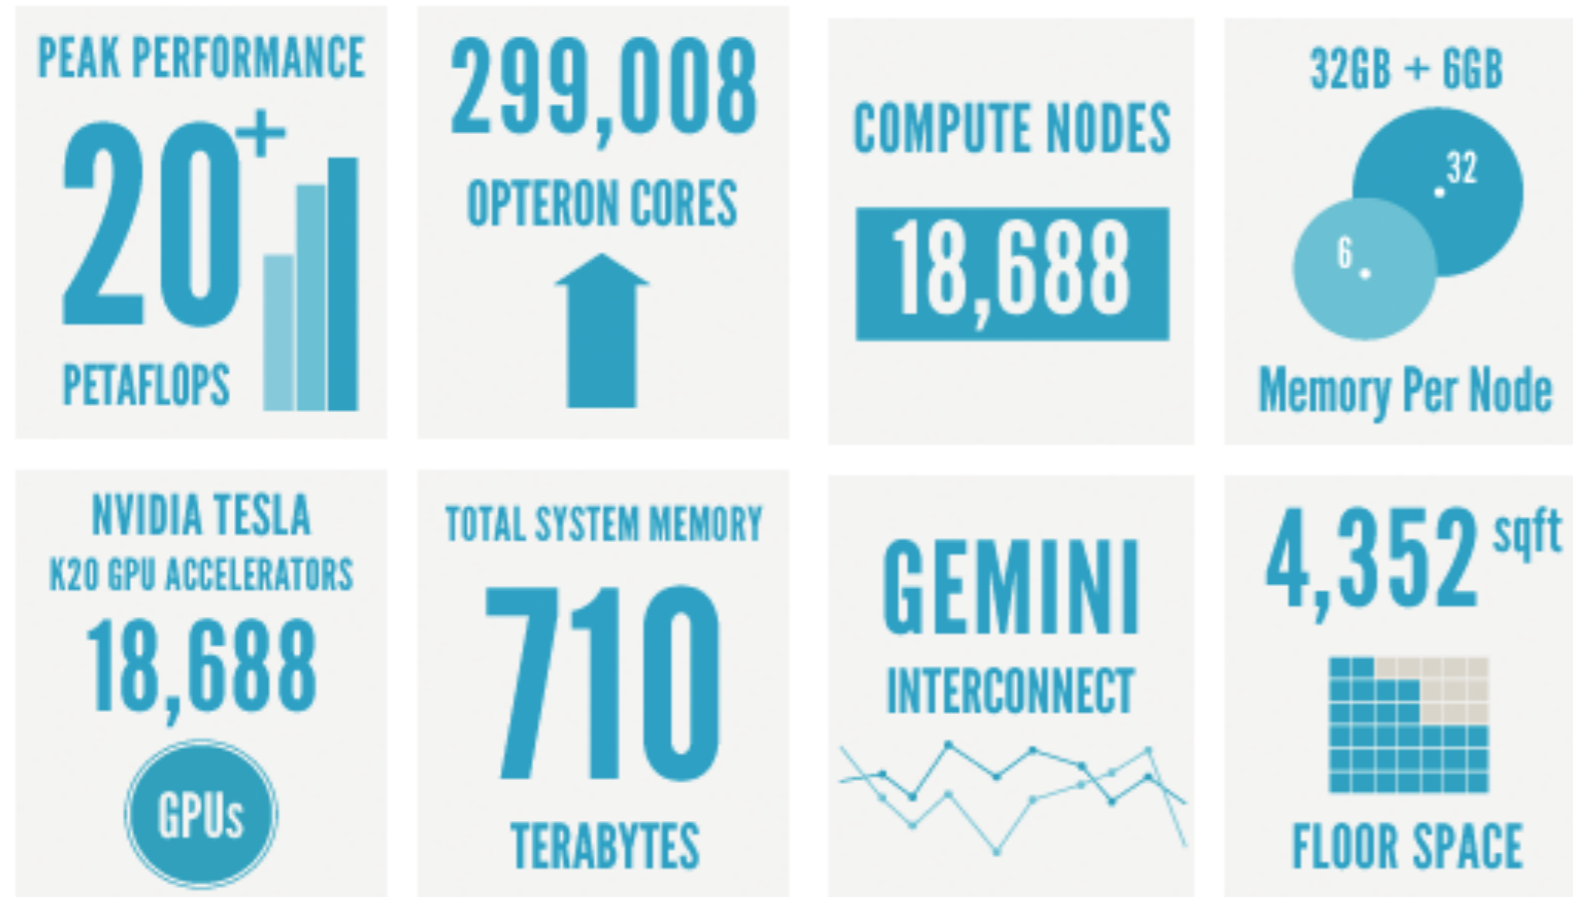 PEAK PERFORMANCE
20+
PETAFLOPS
299,008
OPTERON CORES
COMPUTE NODES
18,688
32GB + 6GB
32
6
Memory Per Node
NVIDIA TESLA
K20 GPU ACCELERATORS
18,688
GPUs
TOTAL SYSTEM MEMORY
710
TERABYTES
GEMINI
INTERCONNECT
4,352 sqft
FLOOR SPACE